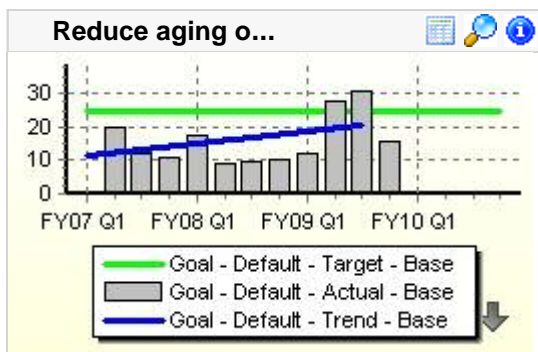 Reduce aging o...
30
20
10
0
FY07 Q1 FY08 Q1 FY09 Q1 FY10 Q1
Goal - Default - Target - Base
Goal - Default - Actual - Base
Goal - Default - Trend - Base